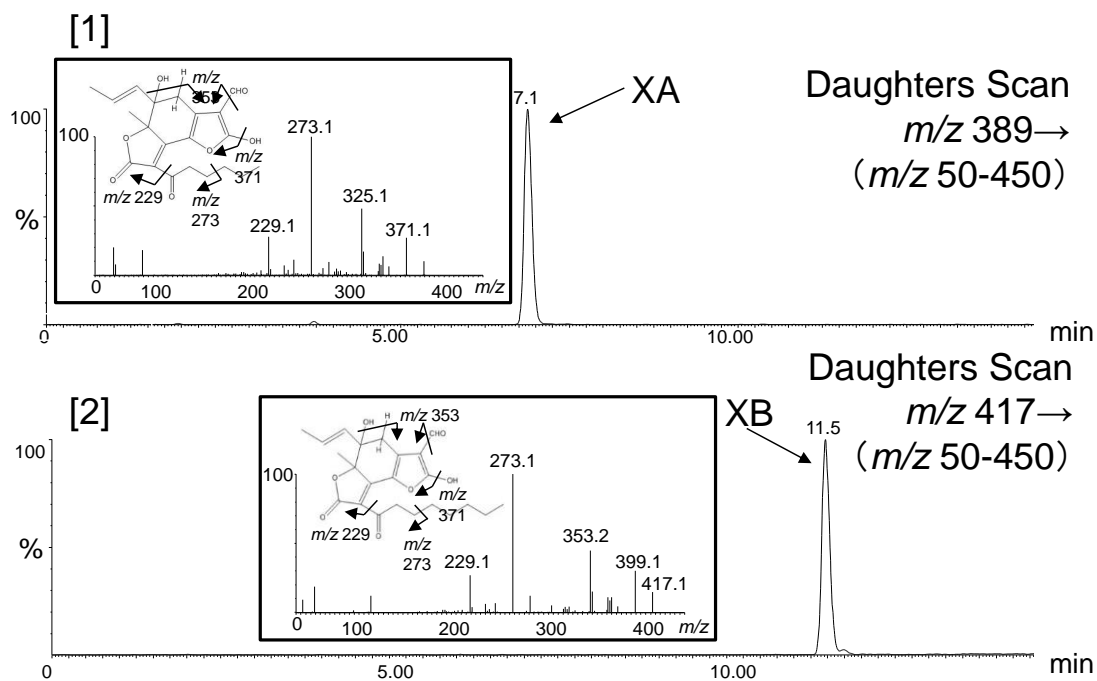 [1]
OH
H
H
m/z
353
CHO
OH
O
O
O
O
m/z
371
m/z 229
m/z
273
100
273.1
325.1
229.1
371.1
0
100
200
300
400
m/z
100
%
7.1
XA
Daughters Scan
m/z 389→
（m/z 50-450）
0
5.00
10.00
min
[2]
OH
H
H
m/z 353
CHO
OH
O
O
O
O
m/z
371
m/z 229
m/z
273
100
273.1
353.2
229.1
399.1
417.1
0
100
200
300
400
m/z
100
%
XB
11.5
Daughters Scan
m/z 417→
（m/z 50-450）
0
5.00
10.00
min